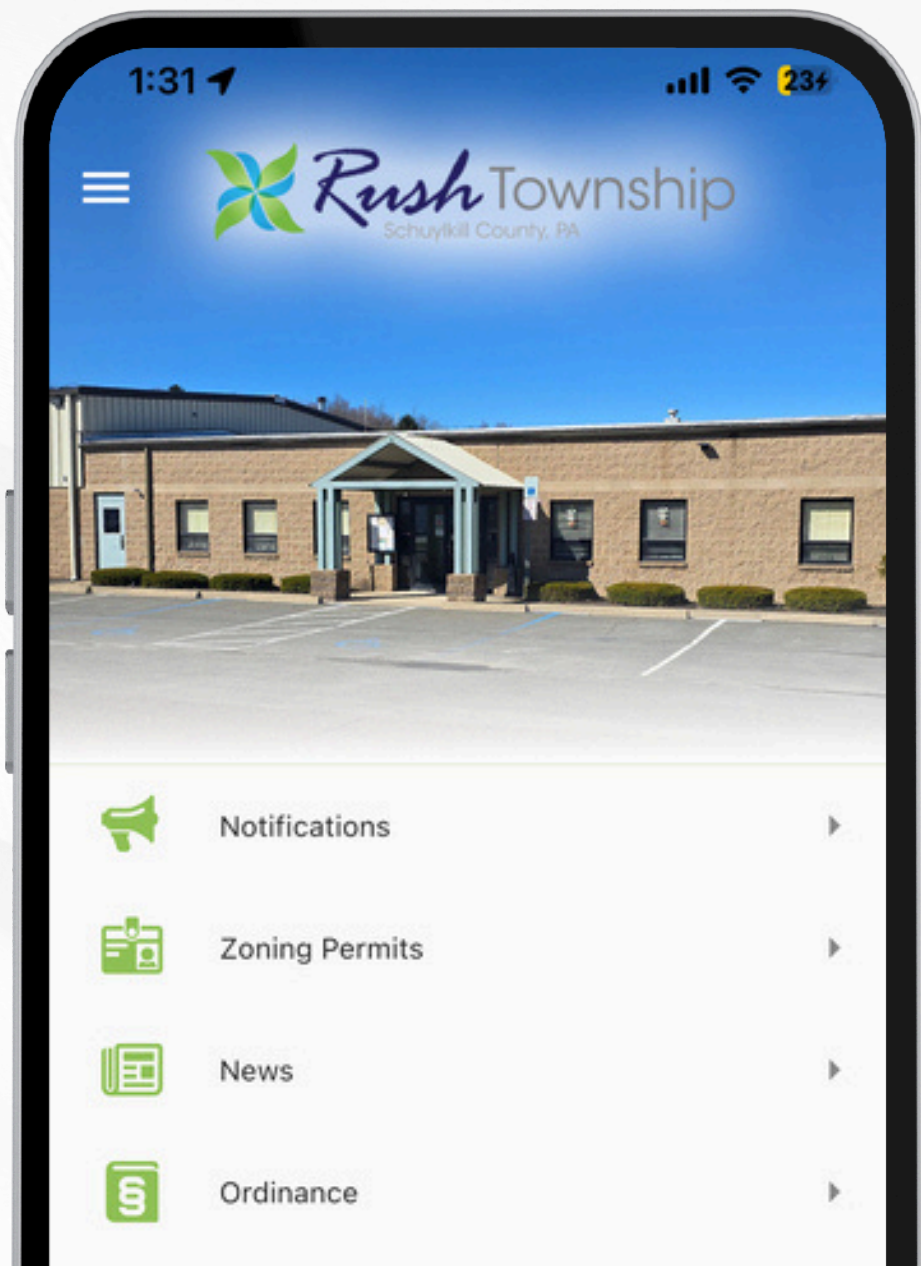 1:31
23
Rush Township
Schuylkill County, PA
Notifications
Zoning Permits
News
§ Ordinance